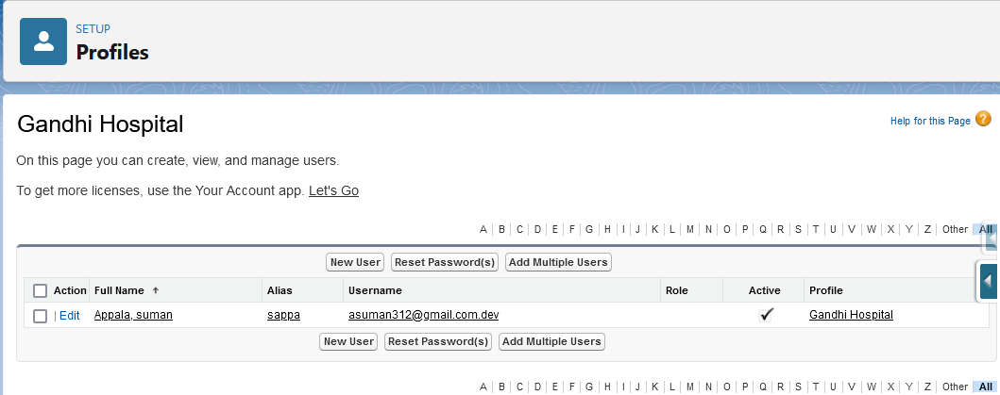 SETUP
Profiles
Gandhi Hospital
Help for this Page ?
On this page you can create, view, and manage users.
To get more licenses, use the Your Account app. Let's Go
A | B | C | D | E | F | G | H | I | J | K | L | M | N | O | P | Q | R | S | T | U | V | W | X | Y | Z | Other | All
New User Reset Password(s) Add Multiple Users
Action Full Name ↑ Alias Username Role Active Profile
| Edit Appala, suman sappa asuman312@gmail.com.dev ✓ Gandhi Hospital
New User Reset Password(s) Add Multiple Users
A | B | C | D | E | F | G | H | I | J | K | L | M | N | O | P | Q | R | S | T | U | V | W | X | Y | Z | Other | All